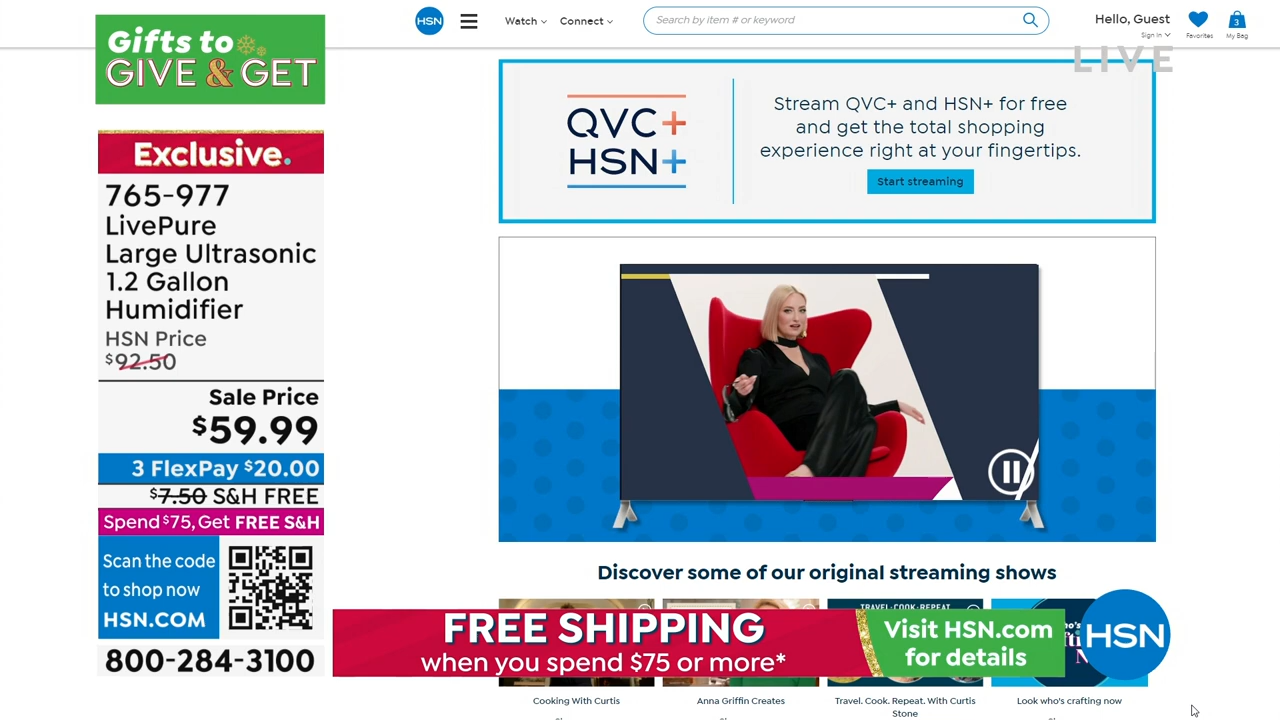 Gifts to
GIVE & GET
Exclusive.
765-977
LivePure
Large Ultrasonic
1.2 Gallon
Humidifier
HSN Price
$92.50
Sale Price
$59.99
3 FlexPay $20.00
$7.50 S&H FREE
Spend $75, Get FREE S&H
Scan the code
to shop now
HSN.COM
800-284-3100
HSN
Watch
Connect
Search by item # or keyword
Hello, Guest
Sign in
Favorites
3
My Bag
LIVE
QVC+
HSN+
Stream QVC+ and HSN+ for free
and get the total shopping
experience right at your fingertips.
Start streaming
Discover some of our original streaming shows
TRAVEL·COOK·REPEAT
FREE SHIPPING
when you spend $75 or more*
Visit HSN.com
for details
HSN
Cooking With Curtis
Anna Griffin Creates
Travel. Cook. Repeat. With Curtis
Stone
Look who's crafting now